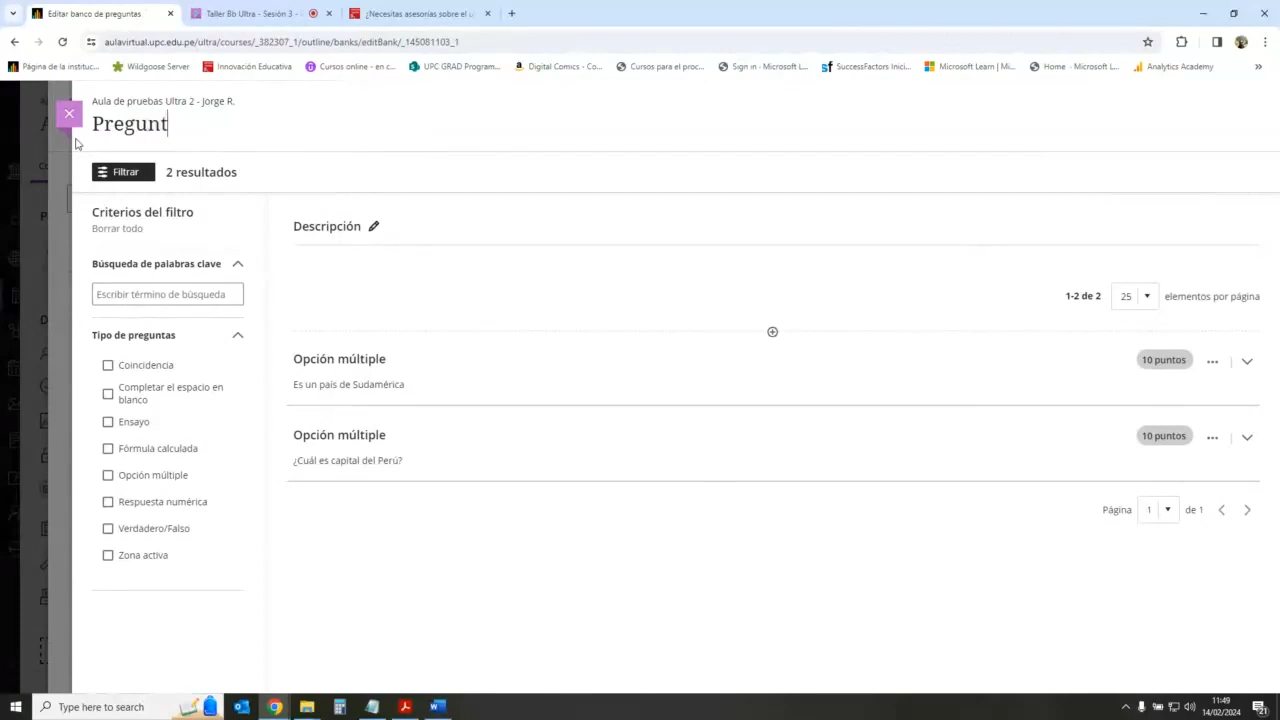 Editar banco de preguntas
Taller Bb Ultra - Sesión 3 -
¿Necesitas asesorías sobre el u
aulavirtual.upc.edu.pe/ultra/courses/_382307_1/outline/banks/editBank/_145081103_1
Página de la instituc...
Wildgoose Server
Innovación Educativa
Cursos online - en c...
UPC GRAD Program...
Digital Comics - Co...
Cursos para el proc...
Sign in - Microsoft L...
SuccessFactors Inici...
Microsoft Learn | Mi...
Home - Microsoft L...
Analytics Academy
Aula de pruebas Ultra 2 - Jorge R.
Pregunt
Filtrar
2 resultados
Criterios del filtro
Borrar todo
Búsqueda de palabras clave
Escribir término de búsqueda
Tipo de preguntas
Coincidencia
Completar el espacio en
blanco
Ensayo
Fórmula calculada
Opción múltiple
Respuesta numérica
Verdadero/Falso
Zona activa
Descripción
1-2 de 2
25
elementos por página
Opción múltiple
10 puntos
Es un país de Sudamérica
Opción múltiple
10 puntos
¿Cuál es capital del Perú?
Página
1
de 1
Type here to search
11:49
14/02/2024
21